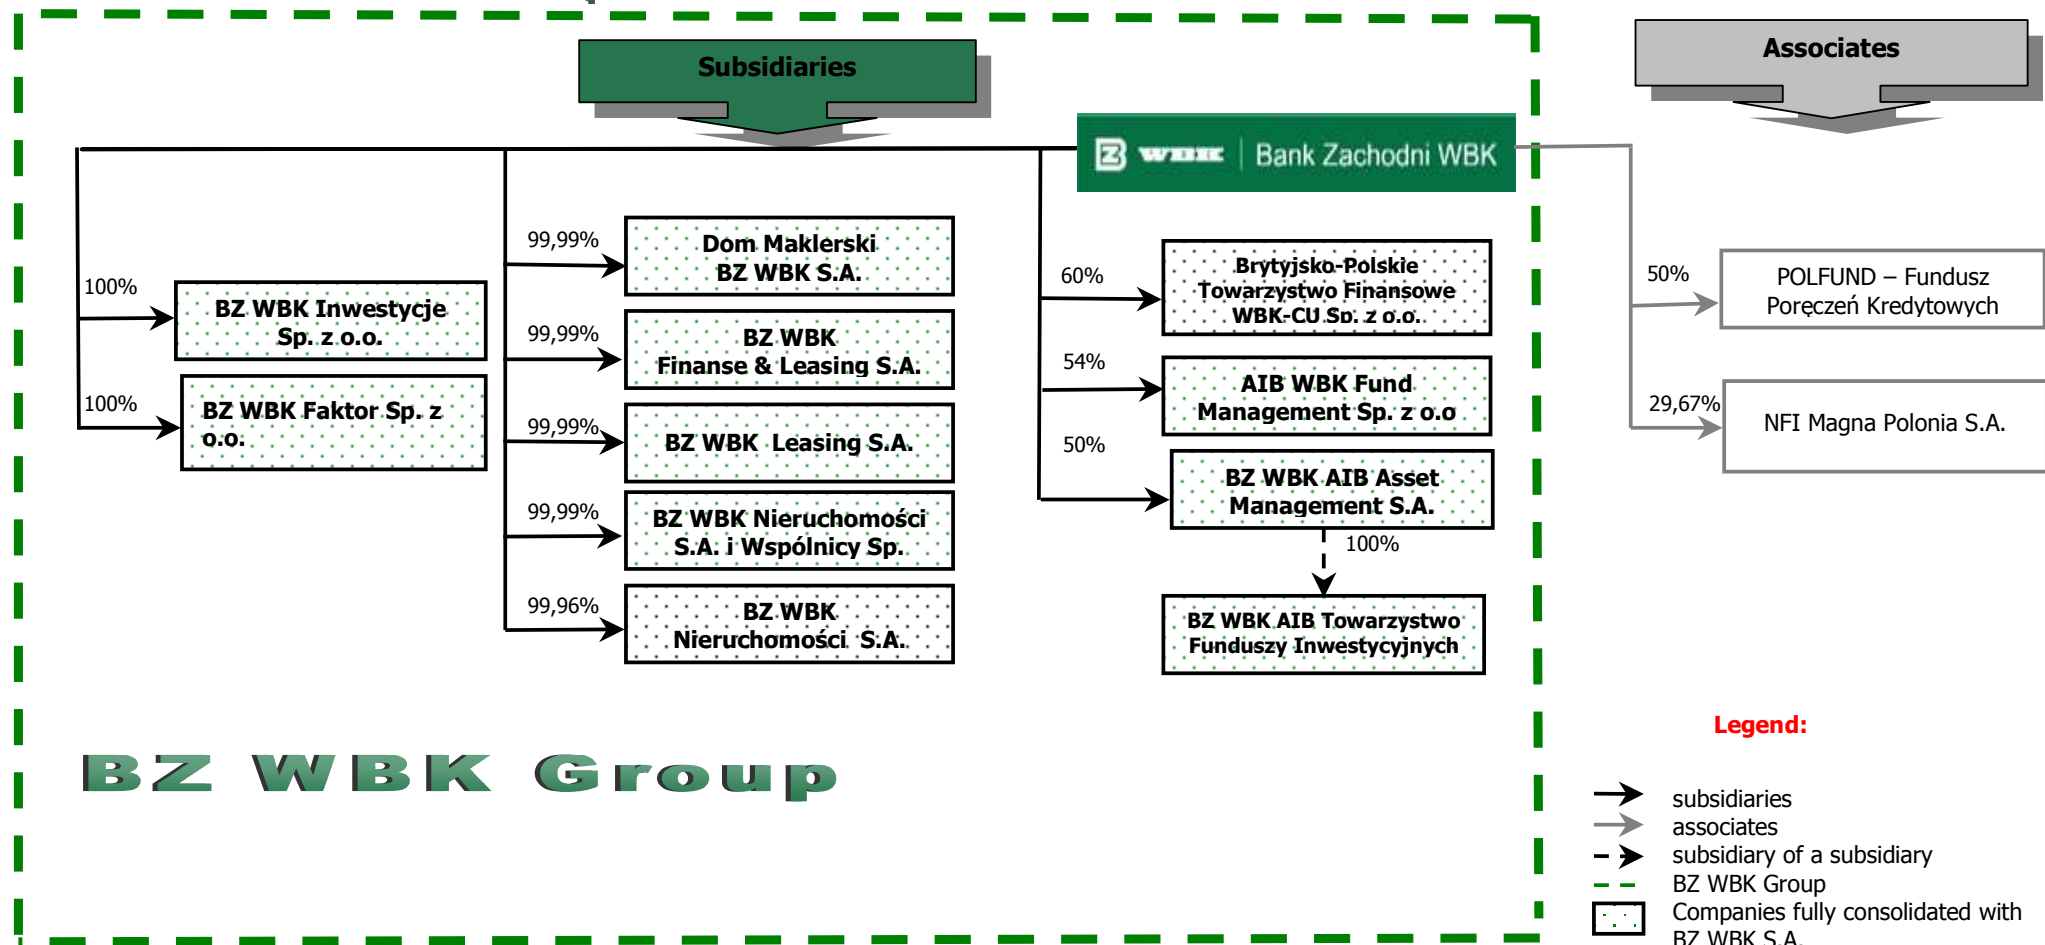 Subsidiaries
Associates
BZ WBK | Bank Zachodni WBK
100%
BZ WBK Inwestycje
Sp. z o.o.
100%
BZ WBK Faktor Sp. z
o.o.
99,99%
Dom Maklerski
BZ WBK S.A.
99,99%
BZ WBK
Finanse & Leasing S.A.
99,99%
BZ WBK Leasing S.A.
99,99%
BZ WBK Nieruchomości
S.A. i Wspólnicy Sp.
99,96%
BZ WBK
Nieruchomości S.A.
60%
Brytyjsko-Polskie
Towarzystwo Finansowe
WBK-CU Sp. z o.o.
54%
AIB WBK Fund
Management Sp. z o.o
50%
BZ WBK AIB Asset
Management S.A.
100%
BZ WBK AIB Towarzystwo
Funduszy Inwestycyjnych
50%
POLFUND – Fundusz
Poręczeń Kredytowych
29,67%
NFI Magna Polonia S.A.
BZ WBK Group
Legend:
subsidiaries
associates
subsidiary of a subsidiary
BZ WBK Group
Companies fully consolidated with
BZ WBK S.A.